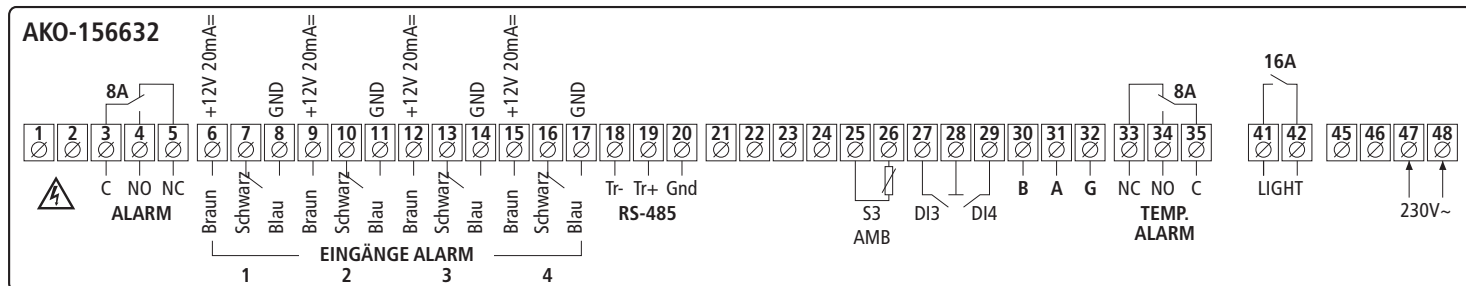 AKO-156632
+12V 20mA=
GND
+12V 20mA=
GND
+12V 20mA=
GND
+12V 20mA=
GND
16A
8A
8A
1 2 3 4 5 6 7 8 9 10 11 12 13 14 15 16 17 18 19 20 21 22 23 24 25 26 27 28 29 30 31 32 33 34 35 41 42 45 46 47 48
C NO NC
ALARM
Braun
Schwarz
Blau
Braun
Schwarz
Blau
Braun
Schwarz
Blau
Braun
Schwarz
Blau
Tr- Tr+ Gnd
RS-485
S3
AMB
DI3 DI4
B A G
NC NO C
TEMP.
ALARM
LIGHT
230V~
EINGÄNGE ALARM
1 2 3 4